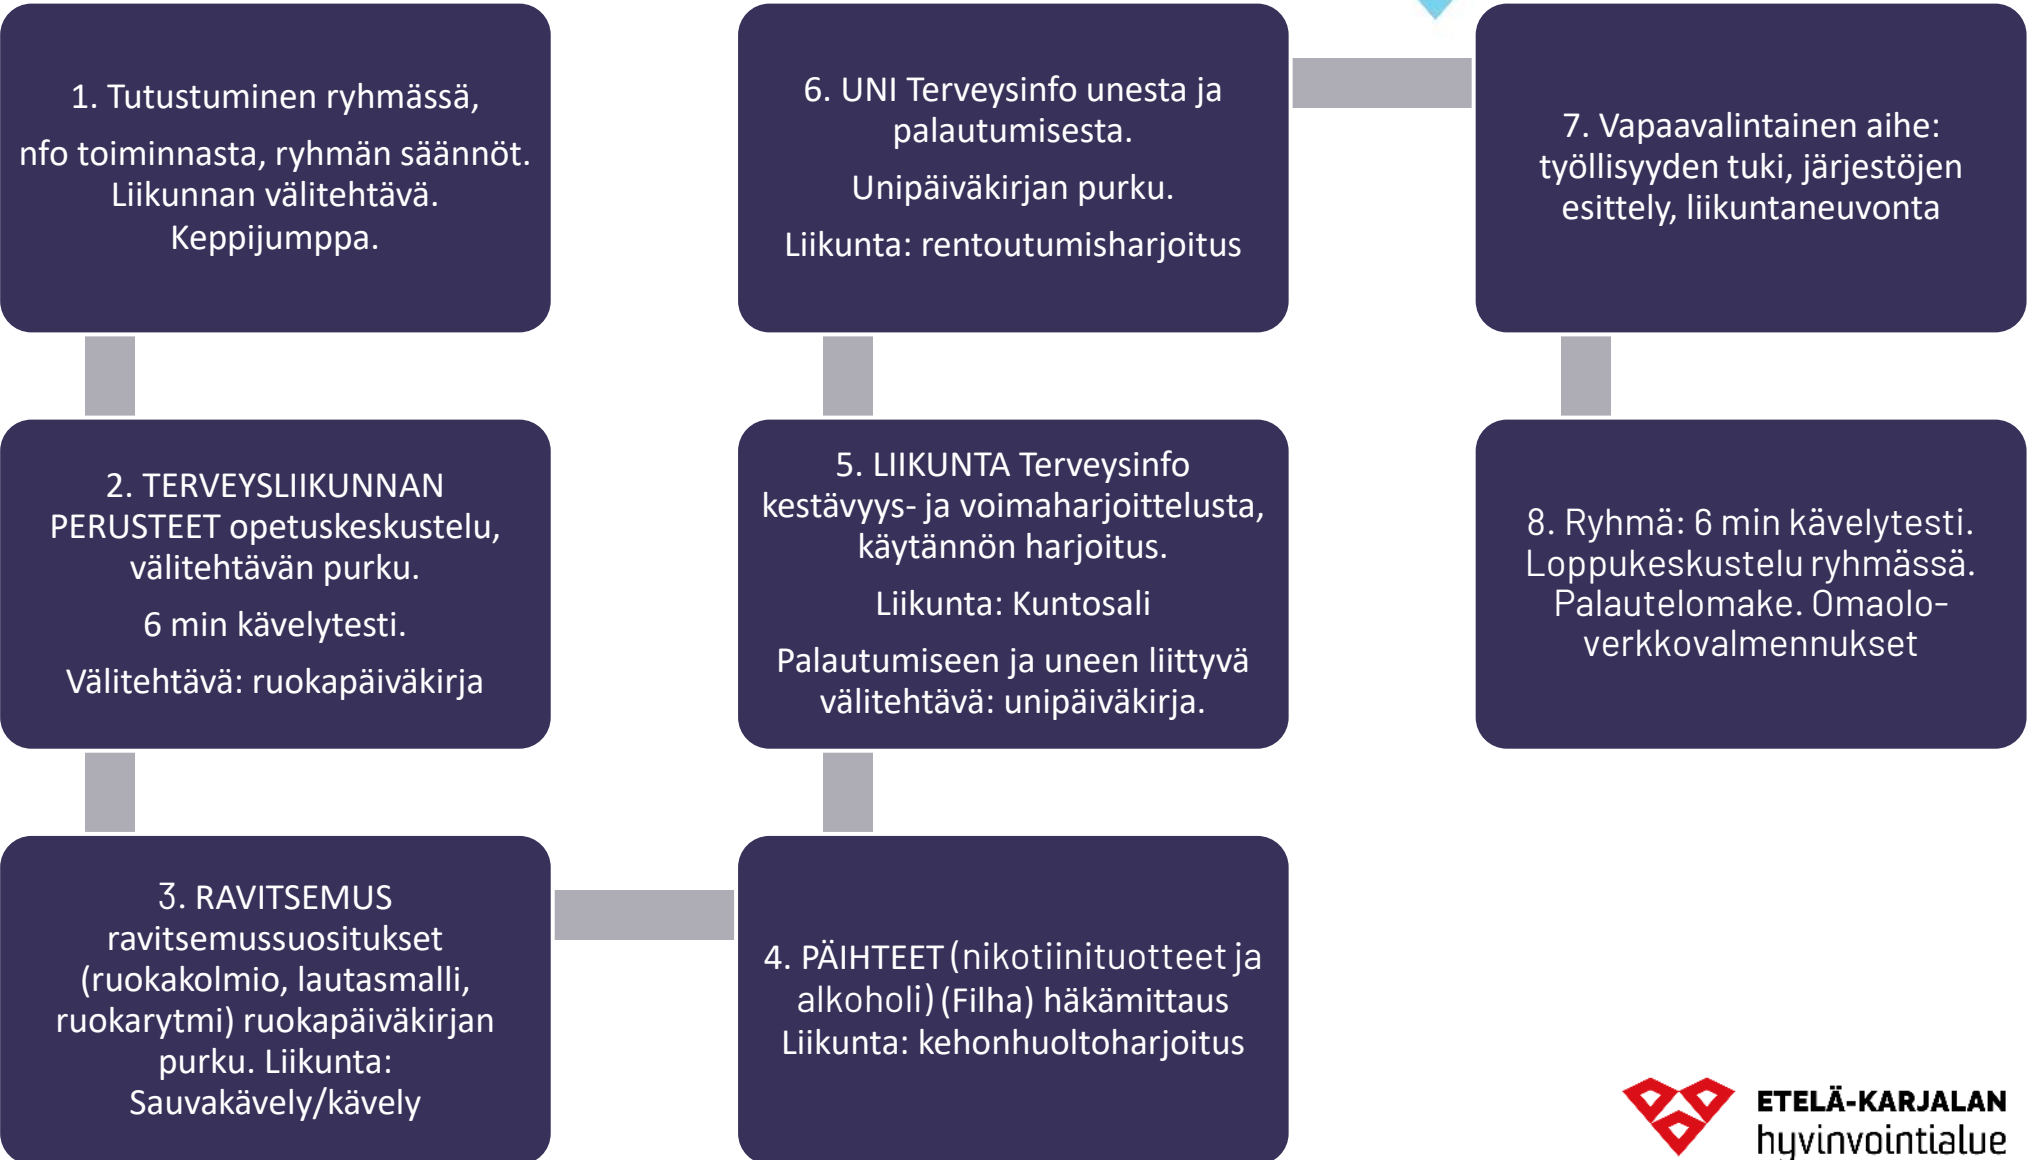 1. Tutustuminen ryhmässä,
nfo toiminnasta, ryhmän säännöt.
Liikunnan välitehtävä.
Keppijumppa.
2. TERVEYSLIIKUNNAN
PERUSTEET opetuskeskustelu,
välitehtävän purku.
6 min kävelytesti.
Välitehtävä: ruokapäiväkirja
3. RAVITSEMUS
ravitsemussuositukset
(ruokakolmio, lautasmalli,
ruokarytmi) ruokapäiväkirjan
purku. Liikunta:
Sauvakävely/kävely
4. PÄIHTEET (nikotiinituotteet ja
alkoholi) (Filha) häkämittaus
Liikunta: kehonhuoltoharjoitus
5. LIIKUNTA Terveysinfo
kestävyys- ja voimaharjoittelusta,
käytännön harjoitus.
Liikunta: Kuntosali
Palautumiseen ja uneen liittyvä
välitehtävä: unipäiväkirja.
6. UNI Terveysinfo unesta ja
palautumisesta.
Unipäiväkirjan purku.
Liikunta: rentoutumisharjoitus
7. Vapaavalintainen aihe:
työllisyyden tuki, järjestöjen
esittely, liikuntaneuvonta
8. Ryhmä: 6 min kävelytesti.
Loppukeskustelu ryhmässä.
Palautelomake. Omaolo-
verkkovalmennukset
ETELÄ-KARJALAN
hyvinvointialue